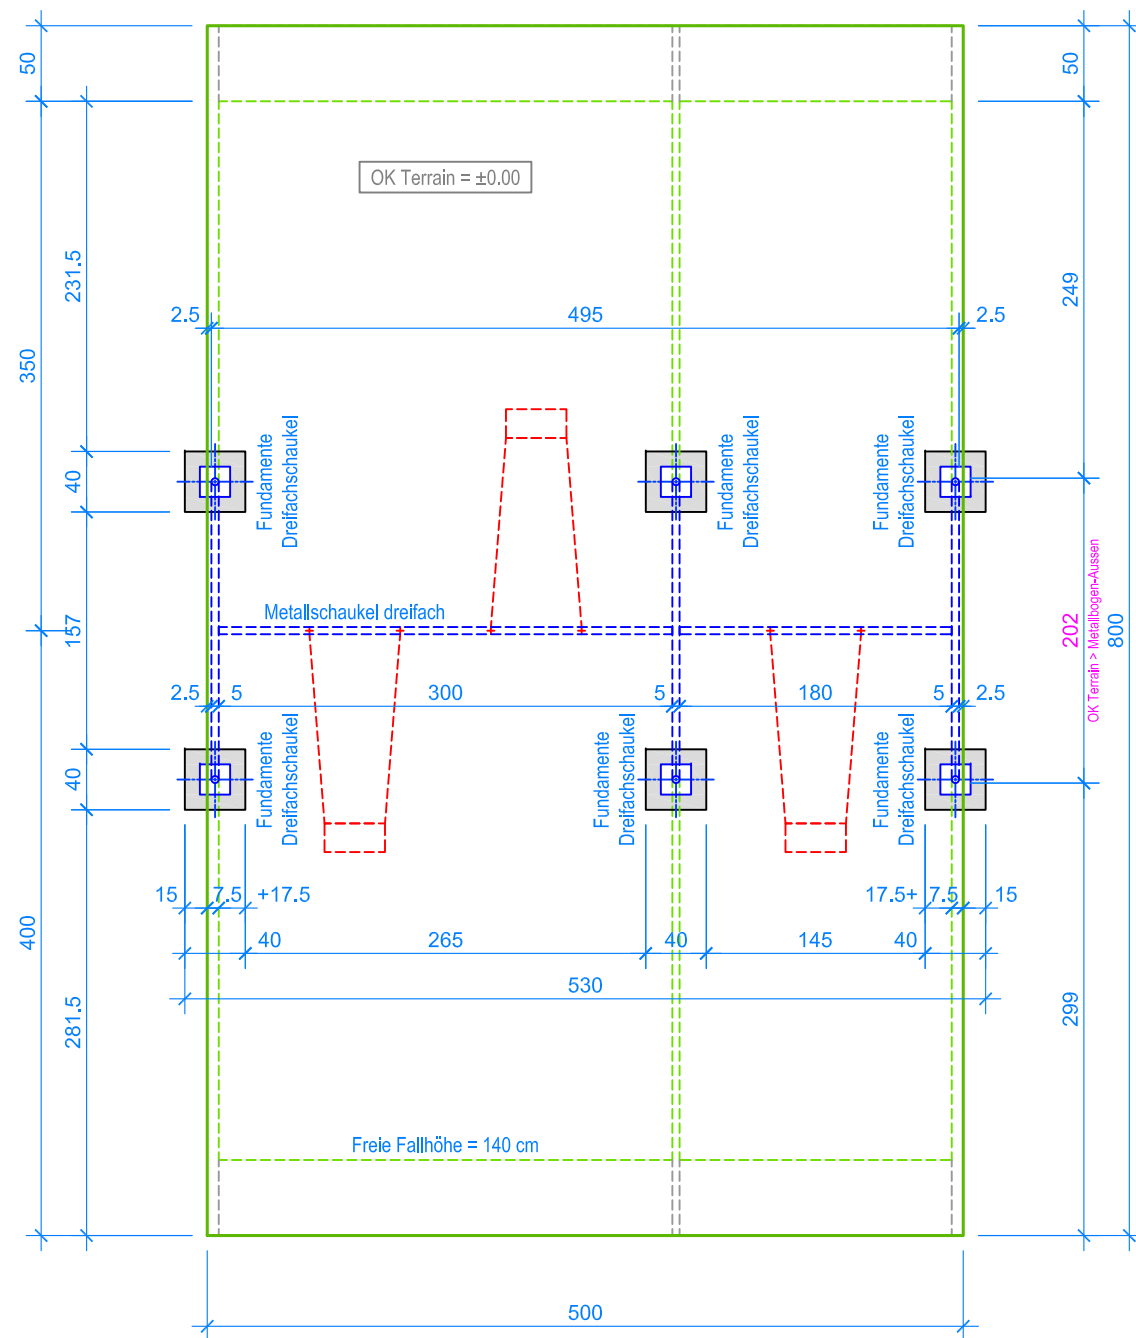 50
50
OK Terrain = ±0.00
231.5
249
2.5
495
2.5
350
Fundamente
Dreifachschaukel
Fundamente
Dreifachschaukel
Fundamente
Dreifachschaukel
40
Metallschaukel dreifach
157
202
OK Terrain > Metallbogen-Aussen
800
2.5
5
300
5
180
5
2.5
Fundamente
Dreifachschaukel
Fundamente
Dreifachschaukel
Fundamente
Dreifachschaukel
40
15
7.5
+17.5
17.5+
7.5
15
400
40
265
40
145
40
530
281.5
299
Freie Fallhöhe = 140 cm
500